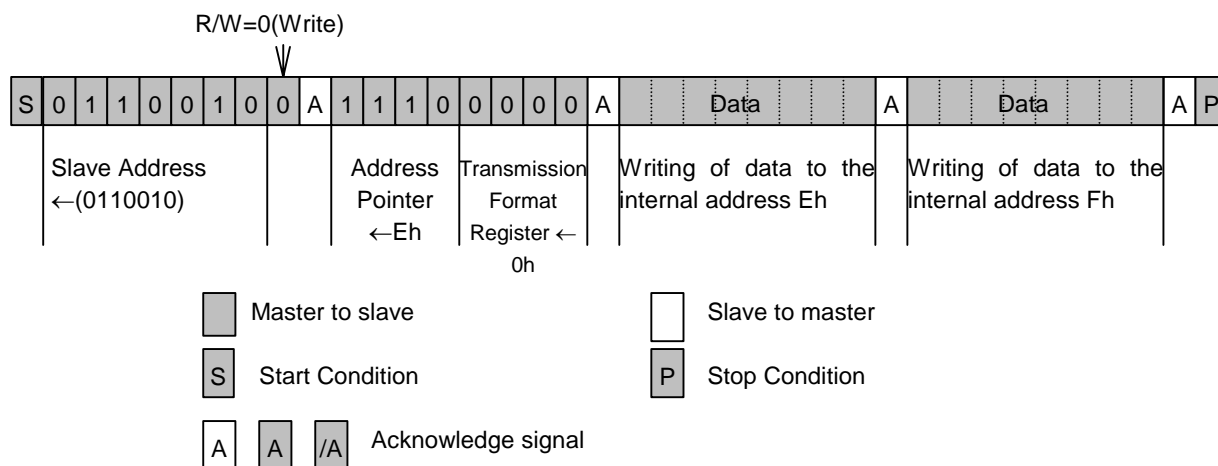 R/W=0(Write)
S 0 1 1 0 0 1 0 0 A 1 1 1 0 0 0 0 0 A Data A Data A P
Slave Address
←(0110010)
Address
Pointer
←Eh
Transmission
Format
Register ←
0h
Writing of data to the
internal address Eh
Writing of data to the
internal address Fh
Master to slave
Slave to master
S Start Condition
P Stop Condition
A A /A Acknowledge signal